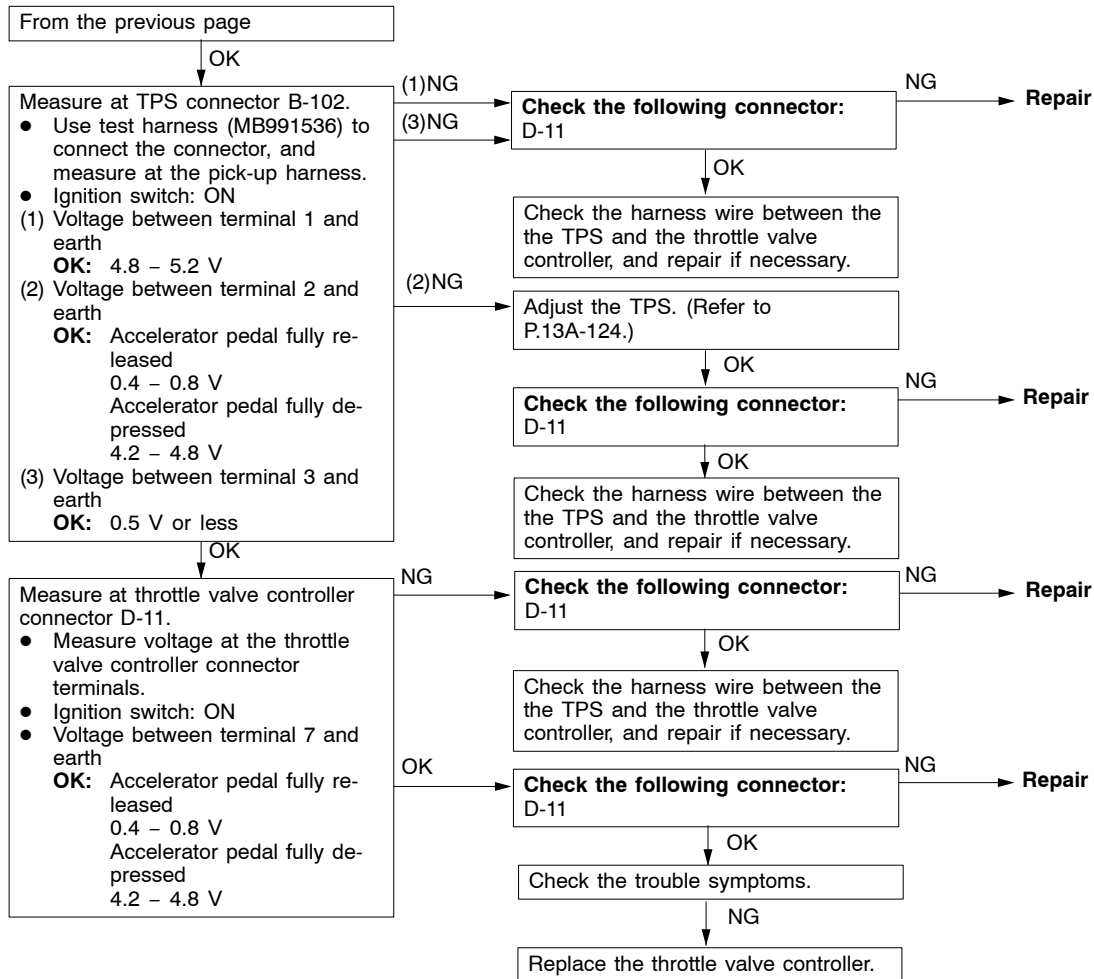 From the previous page
OK
Measure at TPS connector B-102.
● Use test harness (MB991536) to
connect the connector, and
measure at the pick-up harness.
● Ignition switch: ON
(1) Voltage between terminal 1 and
earth
OK: 4.8 – 5.2 V
(2) Voltage between terminal 2 and
earth
OK: Accelerator pedal fully re-
leased
0.4 – 0.8 V
Accelerator pedal fully de-
pressed
4.2 – 4.8 V
(3) Voltage between terminal 3 and
earth
OK: 0.5 V or less
(1)NG
(3)NG
Check the following connector:
D-11
NG
Repair
OK
Check the harness wire between the
the TPS and the throttle valve
controller, and repair if necessary.
(2)NG
Adjust the TPS. (Refer to
P.13A-124.)
OK
Check the following connector:
D-11
NG
Repair
OK
Check the harness wire between the
the TPS and the throttle valve
controller, and repair if necessary.
OK
Measure at throttle valve controller
connector D-11.
● Measure voltage at the throttle
valve controller connector
terminals.
● Ignition switch: ON
● Voltage between terminal 7 and
earth
OK: Accelerator pedal fully re-
leased
0.4 – 0.8 V
Accelerator pedal fully de-
pressed
4.2 – 4.8 V
NG
Check the following connector:
D-11
NG
Repair
OK
Check the harness wire between the
the TPS and the throttle valve
controller, and repair if necessary.
OK
Check the following connector:
D-11
NG
Repair
OK
Check the trouble symptoms.
NG
Replace the throttle valve controller.